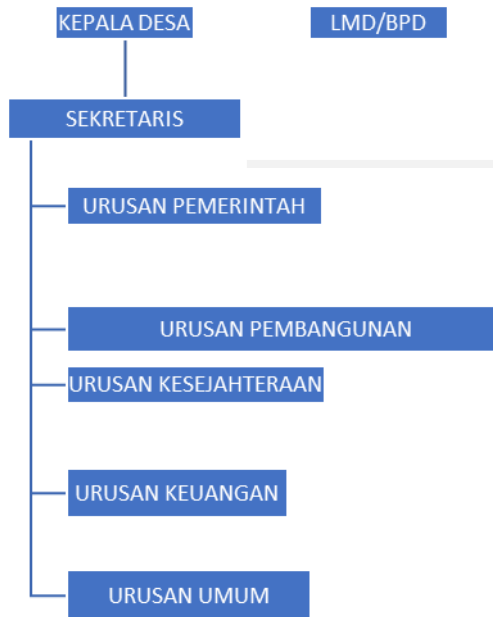 KEPALA DESA
LMD/BPD
SEKRETARIS
URUSAN PEMERINTAH
URUSAN PEMBANGUNAN
URUSAN KESEJAHTERAAN
URUSAN KEUANGAN
URUSAN UMUM